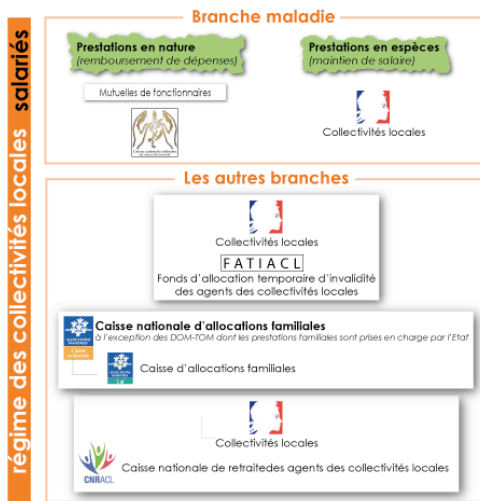 régime des collectivités locales salariés
Branche maladie
Prestations en nature
(remboursement de dépenses)
Prestations en espèces
(maintien de salaire)
Mutuelles de fonctionnaires
Collectivités locales
Les autres branches
Collectivités locales
FATIACL
Fonds d'allocation temporaire d'invalidité
des agents des collectivités locales
Caisse nationale d'allocations familiales
à l'exception des DOM-TOM dont les prestations familiales sont prises en charge par l'Etat
Caisse
nationale
Caf
Caisse d'allocations familiales
Collectivités locales
CNRACL
Caisse nationale de retraitedes agents des collectivités locales